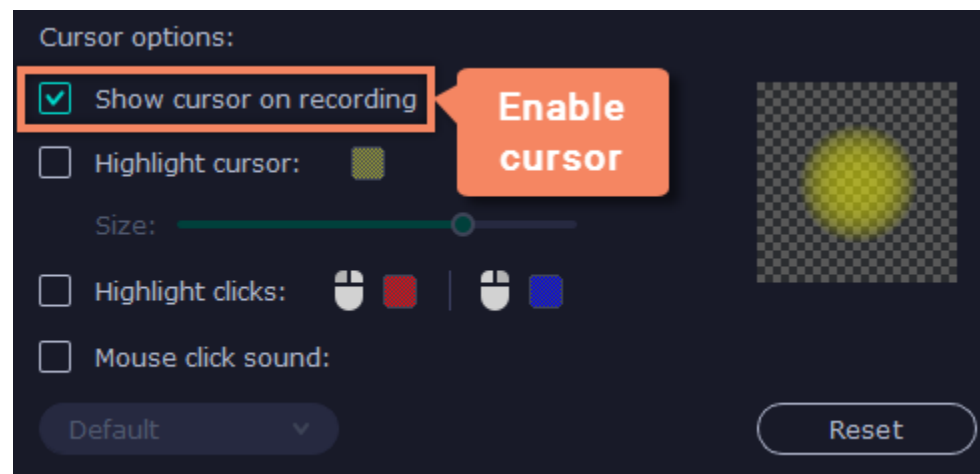 Cursor options:
Show cursor on recording
Enable
cursor
Highlight cursor:
Size:
Highlight clicks:
Mouse click sound:
Default
Reset